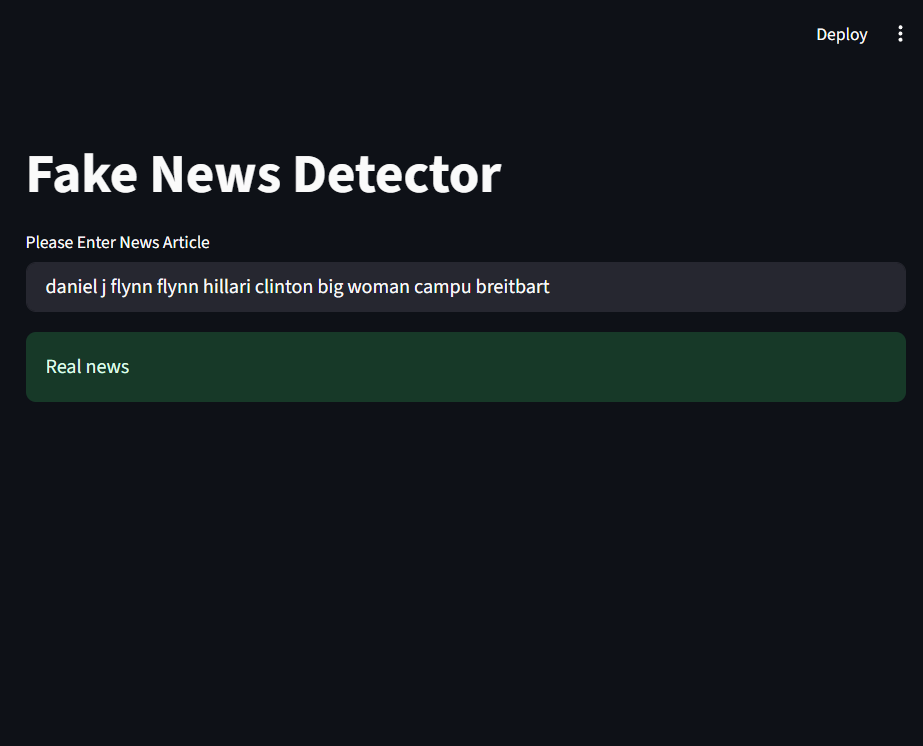 Deploy
Fake News Detector
Please Enter News Article
daniel j flynn flynn hillari clinton big woman campu breitbart
Real news